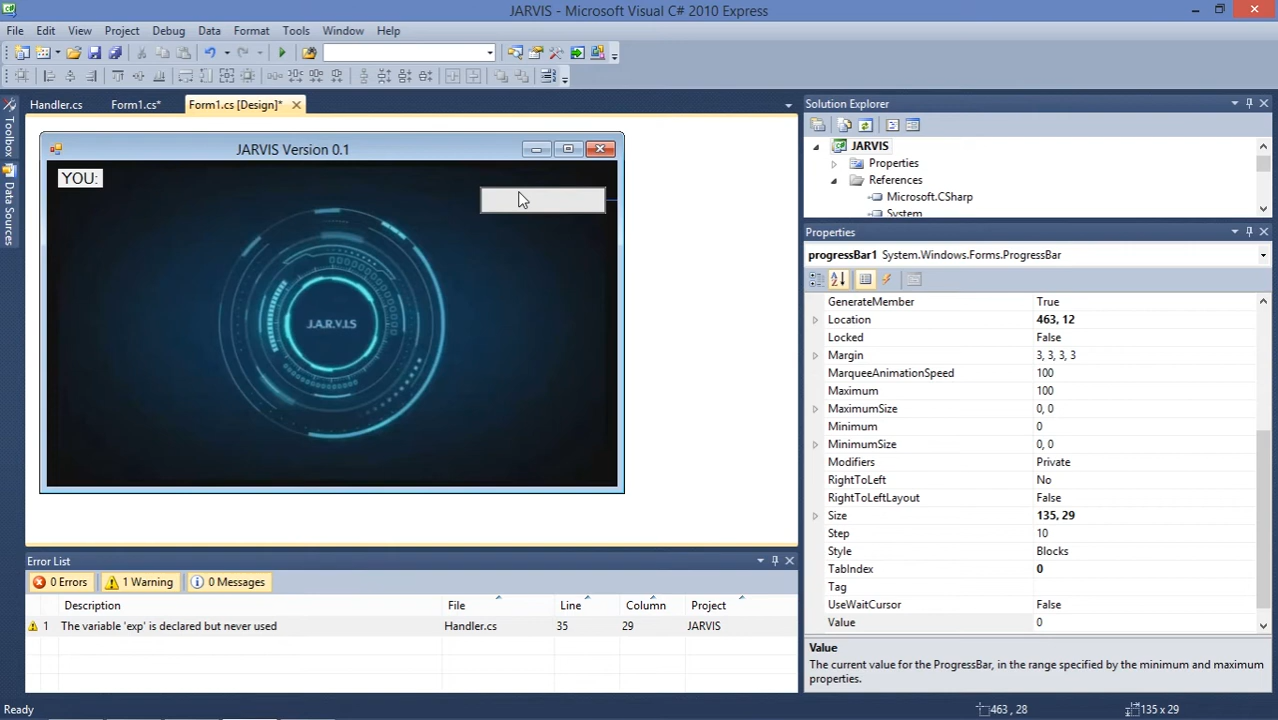 JARVIS - Microsoft Visual C# 2010 Express
File Edit View Project Debug Data Format Tools Window Help
Handler.cs Form1.cs* Form1.cs [Design]*
Toolbox
Data Sources
JARVIS Version 0.1
YOU:
J.A.R.V.I.S
Solution Explorer
JARVIS
Properties
References
Microsoft.CSharp
System
Properties
progressBar1 System.Windows.Forms.ProgressBar
GenerateMember True
Location 463, 12
Locked False
Margin 3, 3, 3, 3
MarqueeAnimationSpeed 100
Maximum 100
MaximumSize 0, 0
Minimum 0
MinimumSize 0, 0
Modifiers Private
RightToLeft No
RightToLeftLayout False
Size 135, 29
Step 10
Style Blocks
TabIndex 0
Tag
UseWaitCursor False
Value 0
Value
The current value for the ProgressBar, in the range specified by the minimum and maximum
properties.
Error List
0 Errors 1 Warning 0 Messages
Description File Line Column Project
1 The variable 'exp' is declared but never used Handler.cs 35 29 JARVIS
Ready 463 , 28 135 x 29